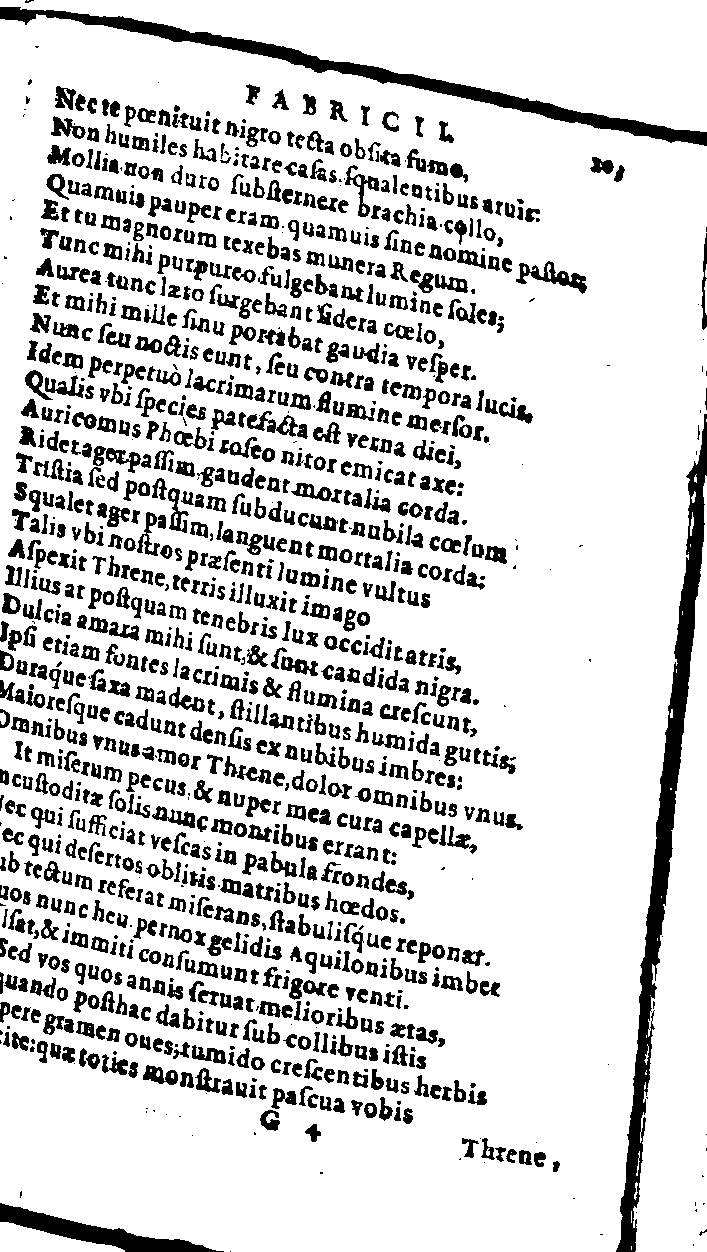 FABRICII.
Nec te pœnituit nigro tecta obsita fumo,
Non humiles habitare casas squalentibus aruis:
Mollia non duro substernere brachia collo,
Quamuis pauper eram quamuis sine nomine pastor;
Et tu magnorum texebas munera Regum.
Tunc mihi purpureo fulgebant lumine soles;
Aurea tunc læto surgebant sidera cœlo,
Et mihi mille sinu portabat gaudia vesper.
Nunc seu noctis eunt, seu contra tempora lucis,
Idem perpetuò lacrimarum flumine mersor.
Qualis vbi species patefacta est verna diei,
Auricomus Phœbi roseo nitor emicat axe:
Ridet ager passim, gaudent mortalia corda.
Tristia sed postquam subducunt nubila cœlum
Squalet ager passim, languent mortalia corda:
Talis vbi nostros præsenti lumine vultus
Aspexit Threne, terris illuxit imago
Illius at postquam tenebris lux occidit atris,
Dulcia amara mihi sunt, & sunt candida nigra.
Ipsi etiam fontes lacrimis & flumina crescunt,
Duraq́ue saxa madent, stillantibus humida guttis;
Maioresque cadunt densis ex nubibus imbres:
Omnibus vnus amor Threne, dolor omnibus vnus.
It miserum pecus, & nuper mea cura capellæ,
ncustoditæ solis nunc montibus errant:
ec qui sufficiat vescas in pabula frondes,
ec qui desertos oblitis matribus hœdos.
ub tectum referat miserans, stabulisq́ue reponat.
uos nunc heu pernox gelidis Aquilonibus imber
lsat, & immiti consumunt frigore venti.
Sed vos quos annis seruat melioribus ætas,
quando posthac dabitur sub collibus istis
pere gramen oues, tumido crescentibus herbis
cite: quæ toties monstrauit pascua vobis
G 4
Threne,